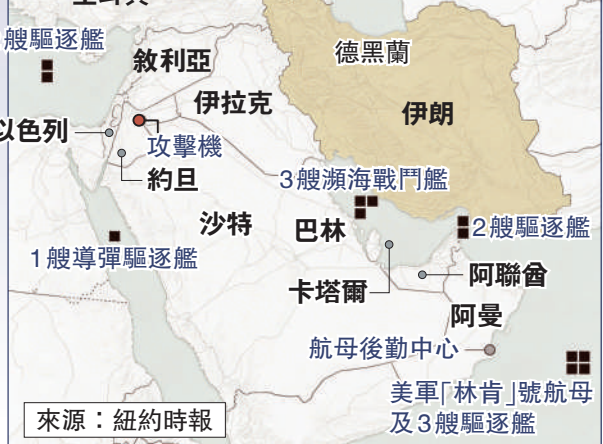 艘驅逐艦
敘利亞
德黑蘭
伊拉克
伊朗
以色列
攻擊機
約旦
3艘瀕海戰鬥艦
沙特
巴林
2艘驅逐艦
1艘導彈驅逐艦
卡塔爾
阿聯酋
阿曼
航母後勤中心
美軍「林肯」號航母
及3艘驅逐艦
來源：紐約時報